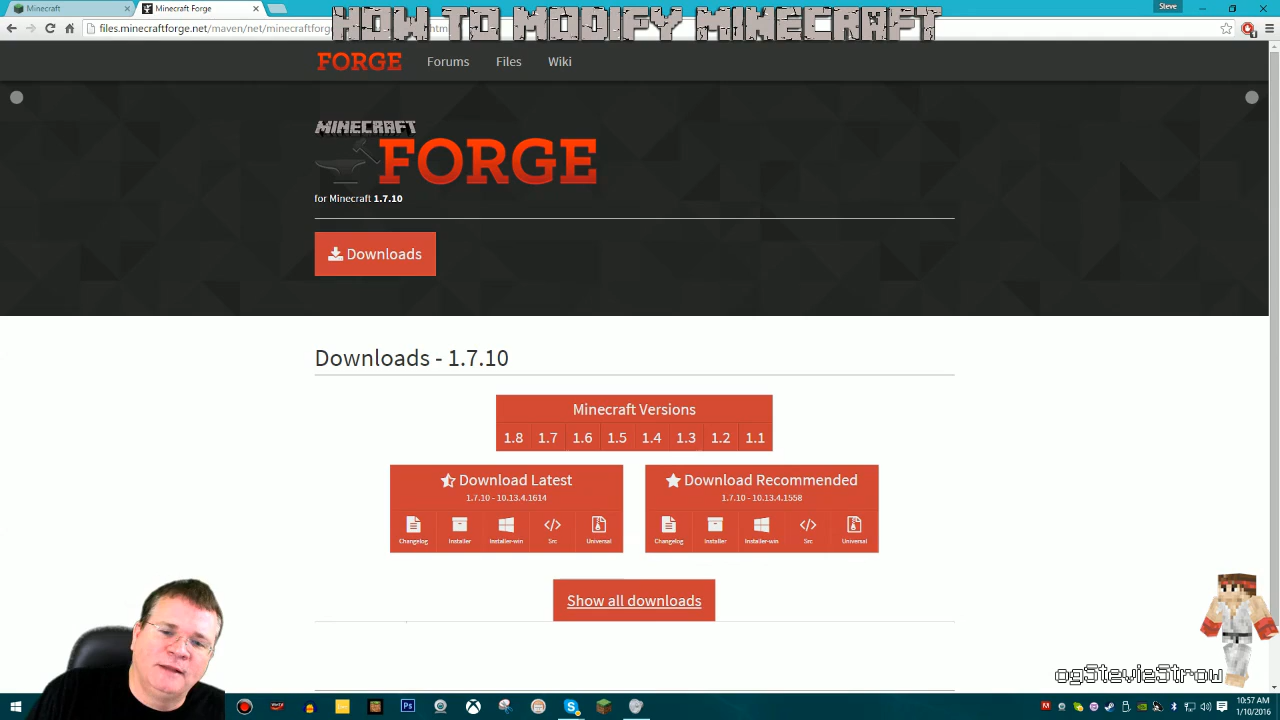 Minecraft
Minecraft Forge
Steve
HOW TO MODIFY MINECRAFT
files.minecraftforge.net/maven/net/minecraftforg
FORGE
Forums
Files
Wiki
MINECRAFT
FORGE
for Minecraft 1.7.10
Downloads
Downloads - 1.7.10
Minecraft Versions
1.8 1.7 1.6 1.5 1.4 1.3 1.2 1.1
Download Latest
1.7.10 - 10.13.4.1614
Changelog Installer Installer-win Src Universal
Download Recommended
1.7.10 - 10.13.4.1558
Changelog Installer Installer-win Src Universal
Show all downloads
ogStevieStrow
10:57 AM
1/10/2016